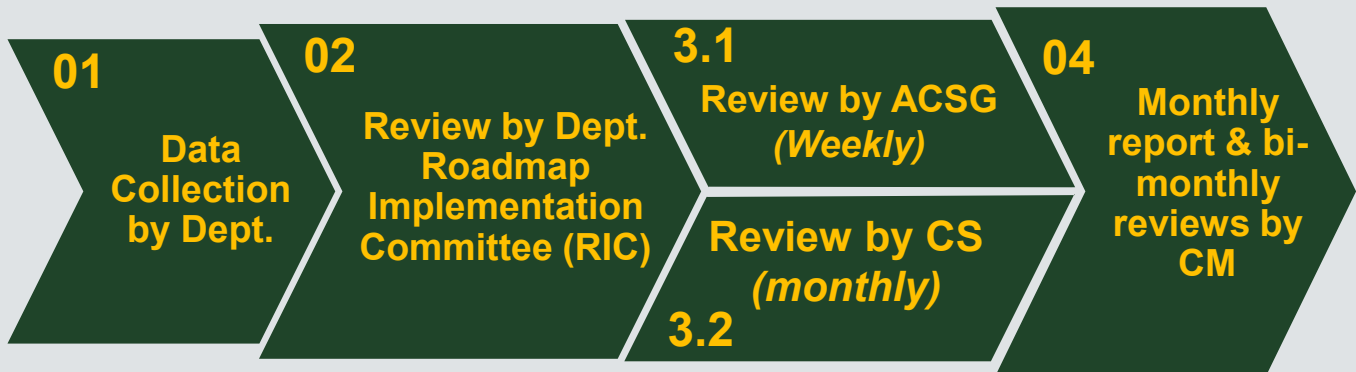 01
Data
Collection
by Dept.
02
Review by Dept.
Roadmap
Implementation
Committee (RIC)
3.1
Review by ACSG
(Weekly)
Review by CS
(monthly)
3.2
04
Monthly
report & bi-
monthly
reviews by
CM